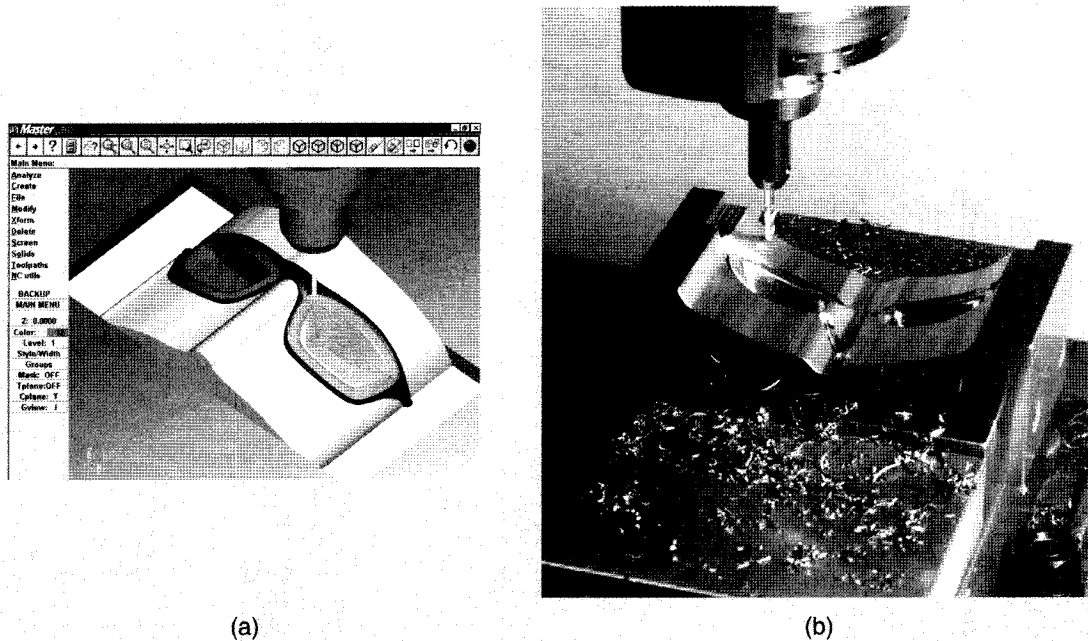 Master
Main Menu:
Analyze
Create
File
Modify
Xform
Delete
Screen
Solids
Toolpaths
NC utils
BACKUP
MAIN MENU
Z: 0.0000
Color:
Level: 1
Style/Width
Groups
Mask: OFF
Tplane:OFF
Cplane: T
Gview: I
(a)
(b)